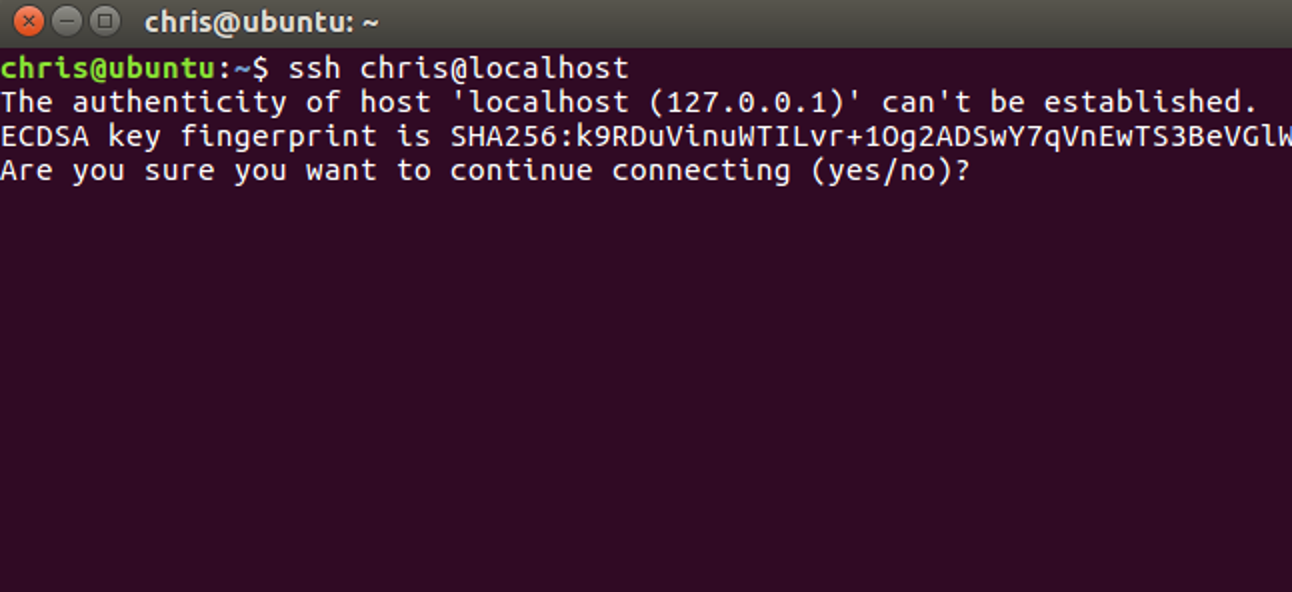 chris@ubuntu: ~
chris@ubuntu:~$ ssh chris@localhost
The authenticity of host 'localhost (127.0.0.1)' can't be established.
ECDSA key fingerprint is SHA256:k9RDuVinuWTILvr+1Og2ADSwY7qVnEwTS3BeVGlW
Are you sure you want to continue connecting (yes/no)?